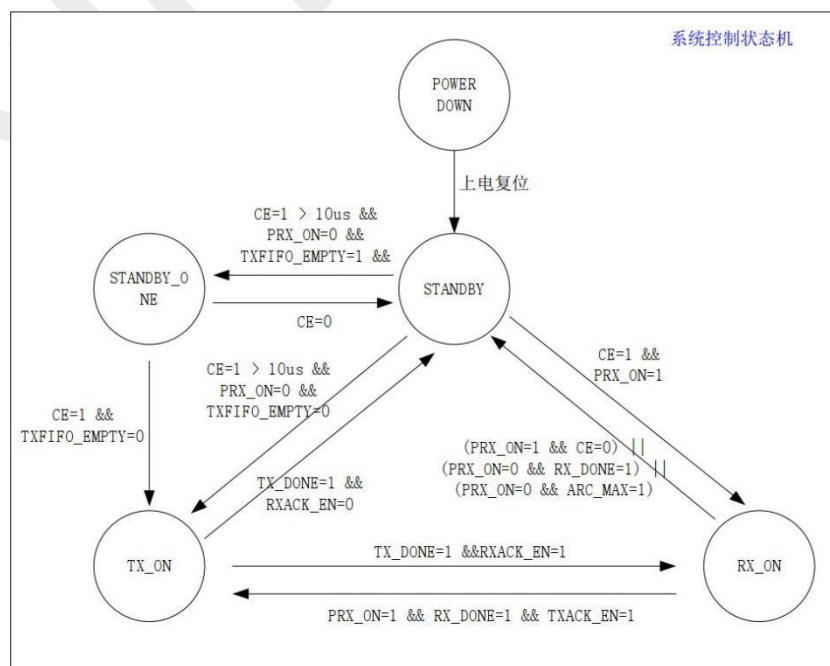 系统控制状态机
POWER
DOWN
上电复位
CE=1 > 10us &&
PRX_ON=0 &&
TXFIFO_EMPTY=1 &&
STANDBY_O
NE
STANDBY
CE=0
CE=1 &&
PRX_ON=1
CE=1 > 10us &&
PRX_ON=0 &&
TXFIFO_EMPTY=0
CE=1 &&
TXFIFO_EMPTY=0
(PRX_ON=1 && CE=0) ||
(PRX_ON=0 && RX_DONE=1) ||
(PRX_ON=0 && ARC_MAX=1)
TX_DONE=1 &&
RXACK_EN=0
TX_ON
TX_DONE=1 &&RXACK_EN=1
RX_ON
PRX_ON=1 && RX_DONE=1 && TXACK_EN=1